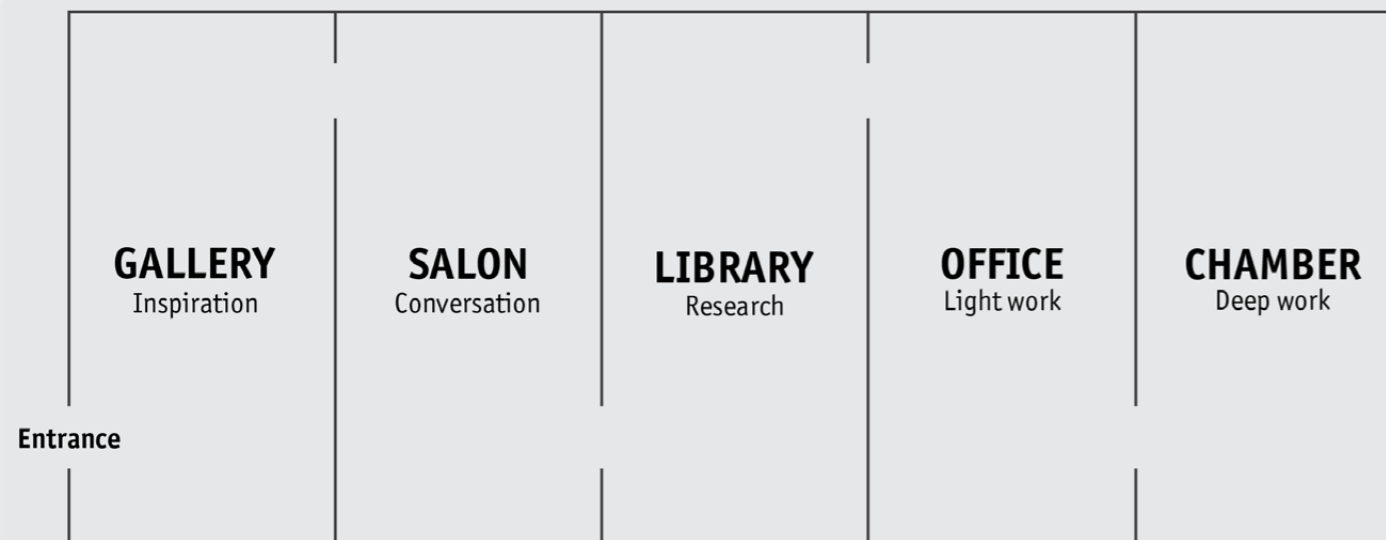 GALLERY
Inspiration
SALON
Conversation
LIBRARY
Research
OFFICE
Light work
CHAMBER
Deep work
Entrance